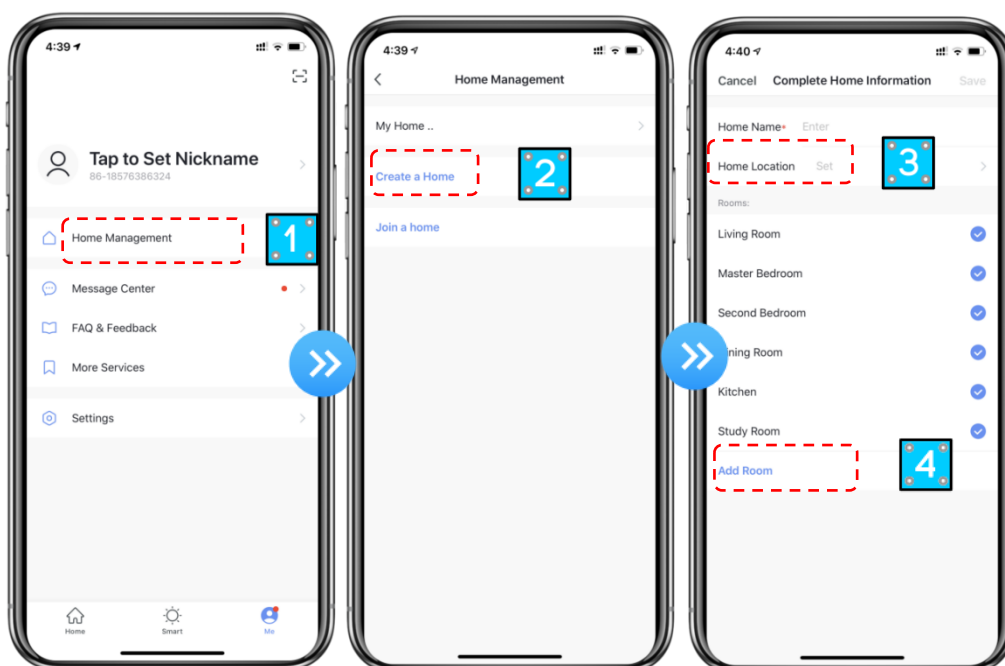 4:39
Tap to Set Nickname
86-18576386324
Home Management
1
Message Center
FAQ & Feedback
More Services
Settings
Home
Smart
Me
4:39
Home Management
My Home ..
Create a Home
2
Join a home
4:40
Cancel Complete Home Information Save
Home Name* Enter
Home Location Set
3
Rooms:
Living Room
Master Bedroom
Second Bedroom
ning Room
Kitchen
Study Room
Add Room
4